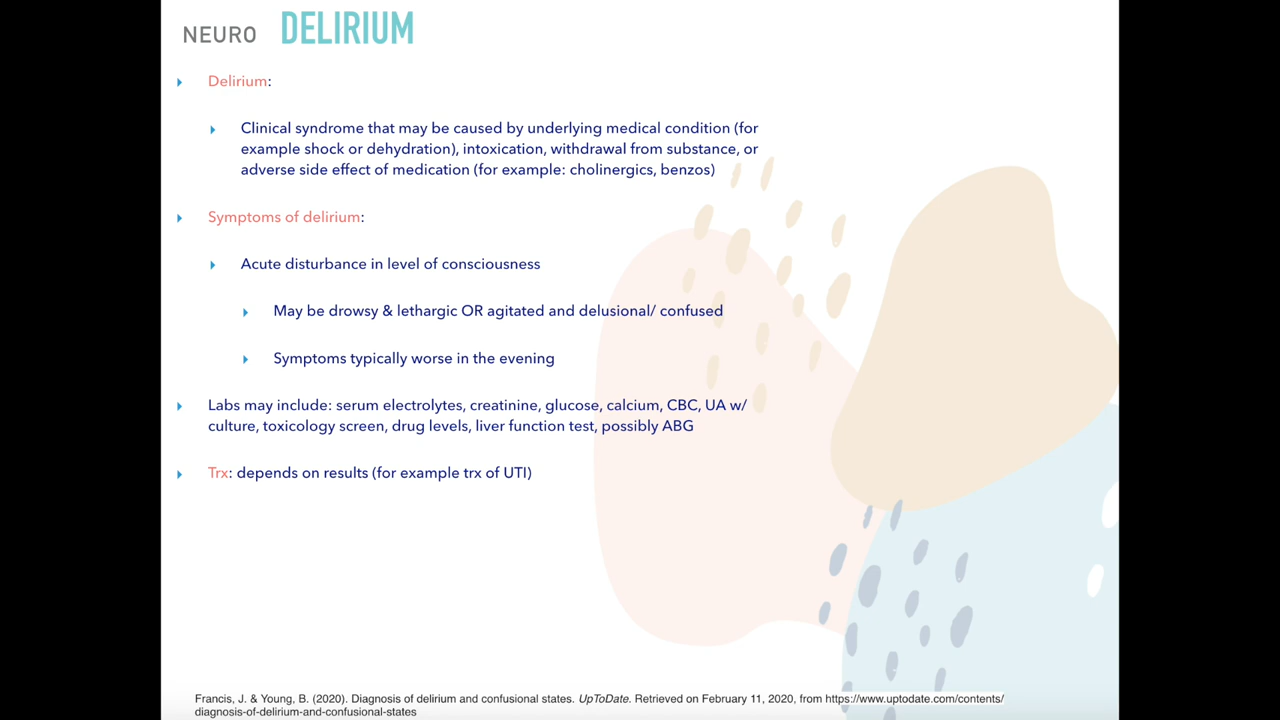 NEURO DELIRIUM
Delirium:
Clinical syndrome that may be caused by underlying medical condition (for
example shock or dehydration), intoxication, withdrawal from substance, or
adverse side effect of medication (for example: cholinergics, benzos)
Symptoms of delirium:
Acute disturbance in level of consciousness
May be drowsy & lethargic OR agitated and delusional/ confused
Symptoms typically worse in the evening
Labs may include: serum electrolytes, creatinine, glucose, calcium, CBC, UA w/
culture, toxicology screen, drug levels, liver function test, possibly ABG
Trx: depends on results (for example trx of UTI)
Francis, J. & Young, B. (2020). Diagnosis of delirium and confusional states. UpToDate. Retrieved on February 11, 2020, from https://www.uptodate.com/contents/
diagnosis-of-delirium-and-confusional-states